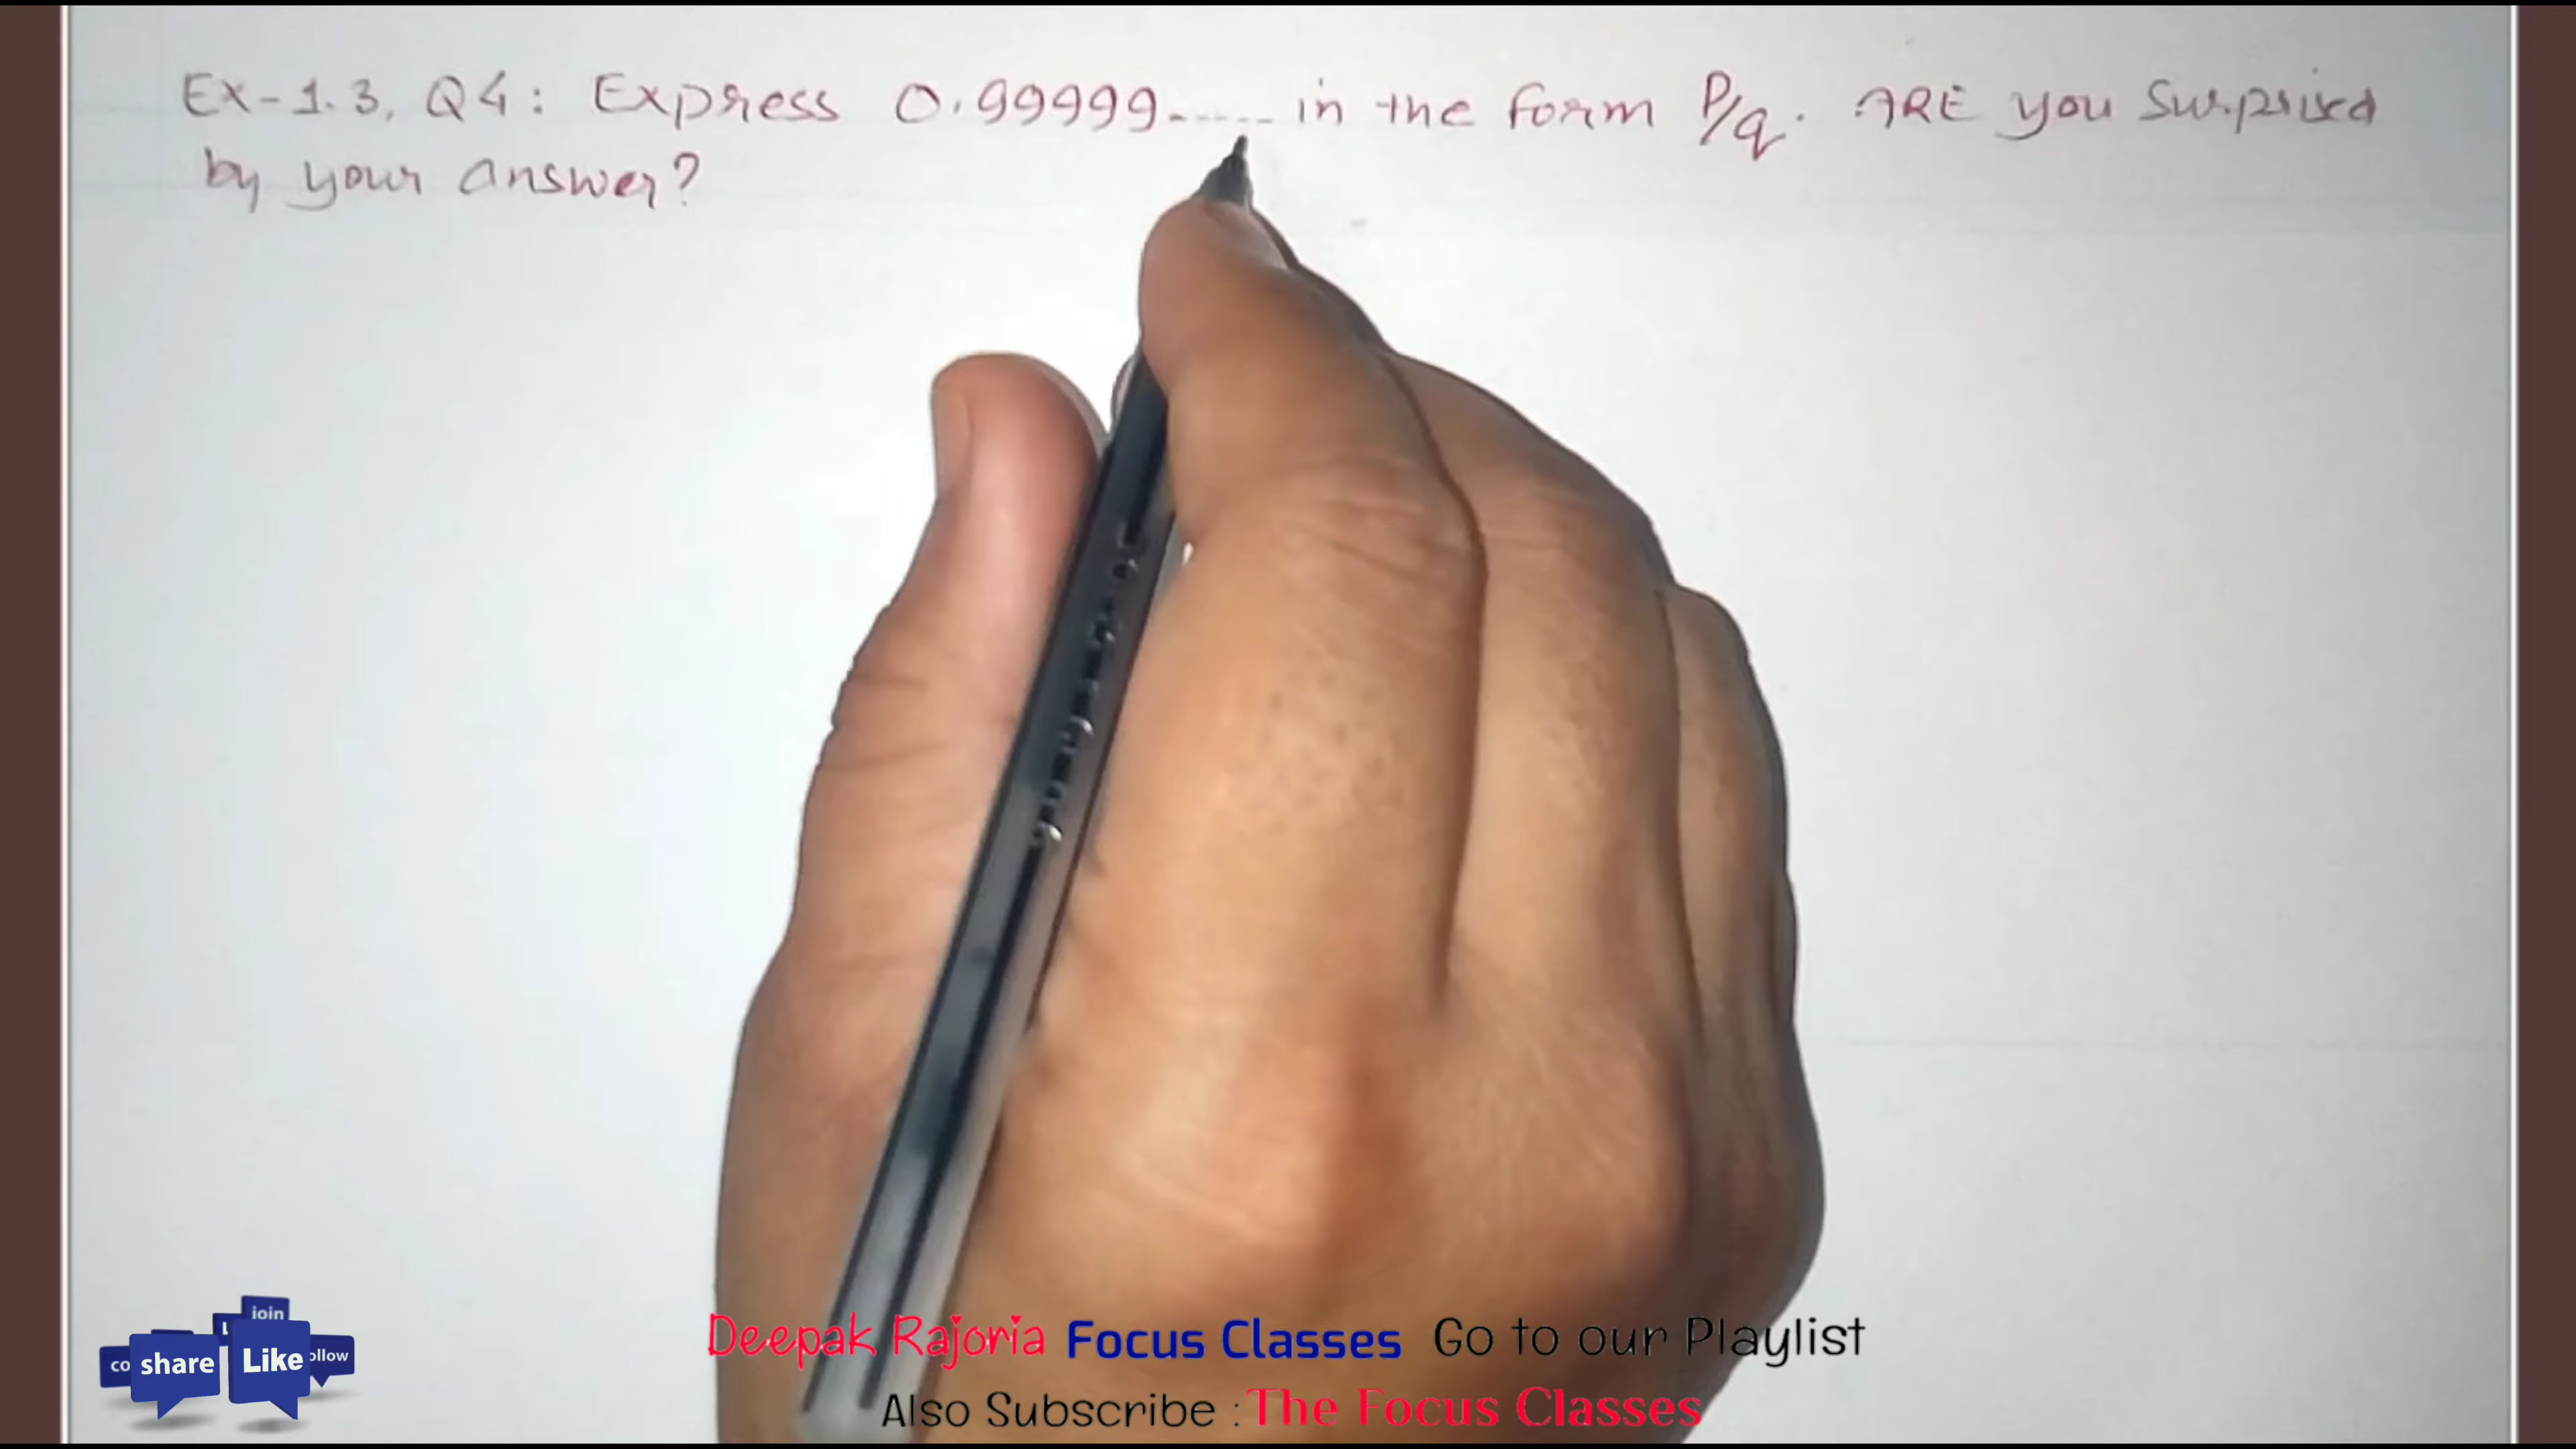 Ex-1.3, Q4: Express 0.99999...... in the form P/q. ARE you Surprised
by your answer?
join
co share Like ollow
Deepak Rajoria Focus Classes Go to our Playlist
Also Subscribe : The Focus Classes